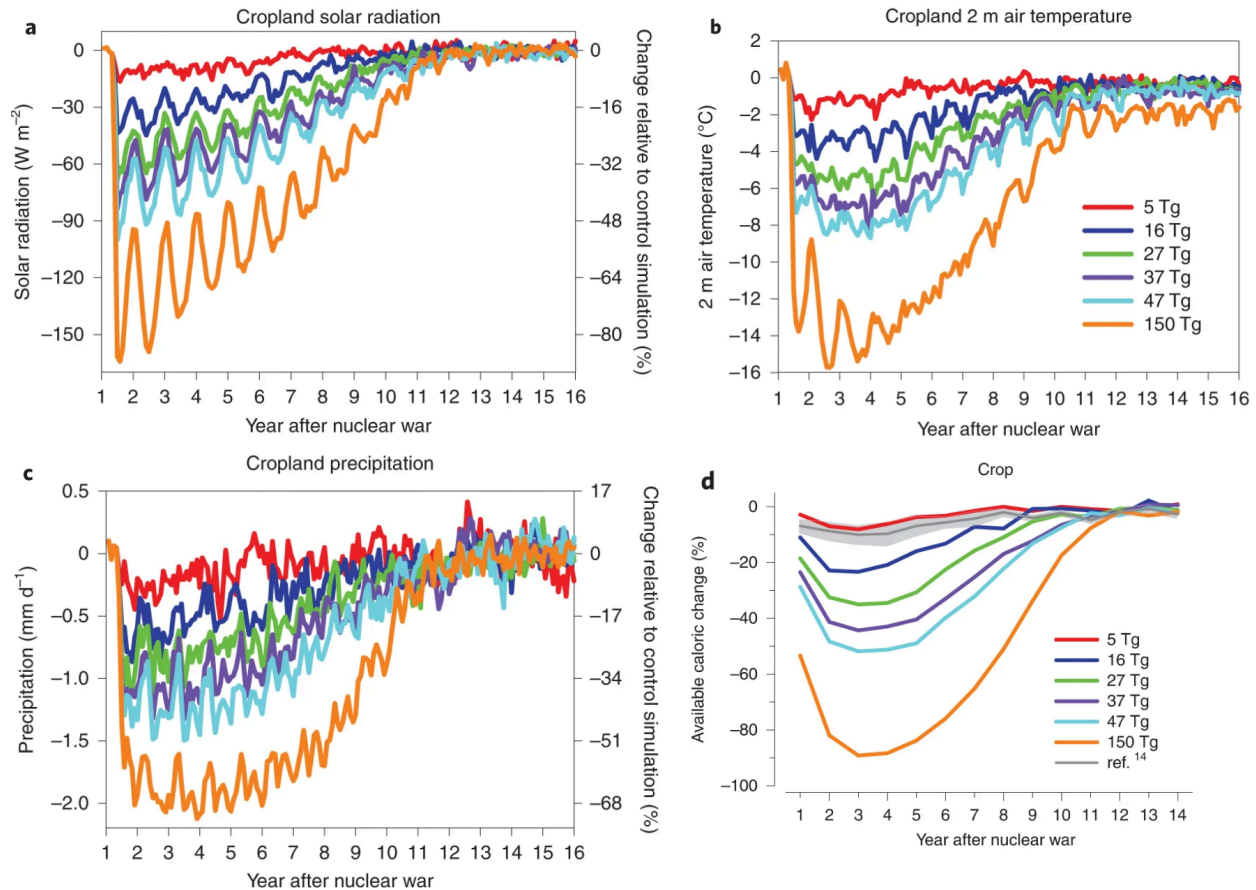 a
Cropland solar radiation
0
−30
−60
−90
−120
−150
Solar radiation (W m−2)
0
−16
−32
−48
−64
−80
Change relative to control simulation (%)
1 2 3 4 5 6 7 8 9 10 11 12 13 14 15 16
Year after nuclear war
b
Cropland 2 m air temperature
2
0
−2
−4
−6
−8
−10
−12
−14
−16
2 m air temperature (°C)
5 Tg
16 Tg
27 Tg
37 Tg
47 Tg
150 Tg
1 2 3 4 5 6 7 8 9 10 11 12 13 14 15 16
Year after nuclear war
c
Cropland precipitation
0.5
0
−0.5
−1.0
−1.5
−2.0
Precipitation (mm d−1)
17
0
−17
−34
−51
−68
Change relative to control simulation (%)
1 2 3 4 5 6 7 8 9 10 11 12 13 14 15 16
Year after nuclear war
d
Crop
0
−20
−40
−60
−80
−100
Available caloric change (%)
5 Tg
16 Tg
27 Tg
37 Tg
47 Tg
150 Tg
ref. 14
1 2 3 4 5 6 7 8 9 10 11 12 13 14
Year after nuclear war